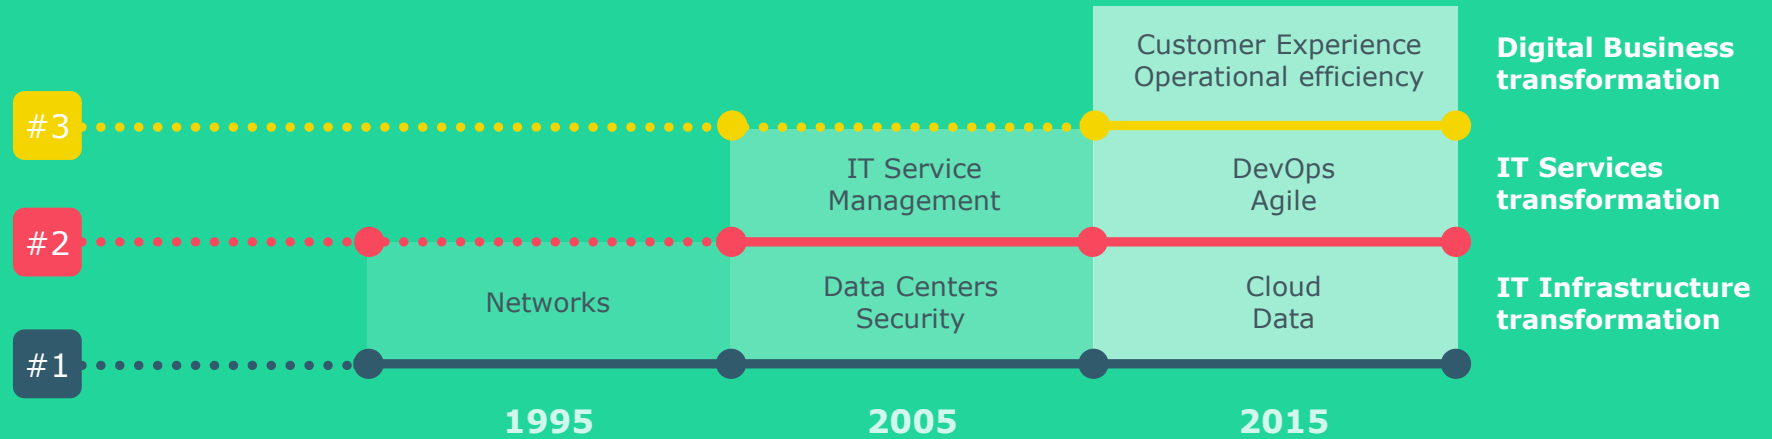 Customer Experience
Operational efficiency
Digital Business
transformation
#3
IT Service
Management
DevOps
Agile
IT Services
transformation
#2
Networks
Data Centers
Security
Cloud
Data
IT Infrastructure
transformation
#1
1995
2005
2015